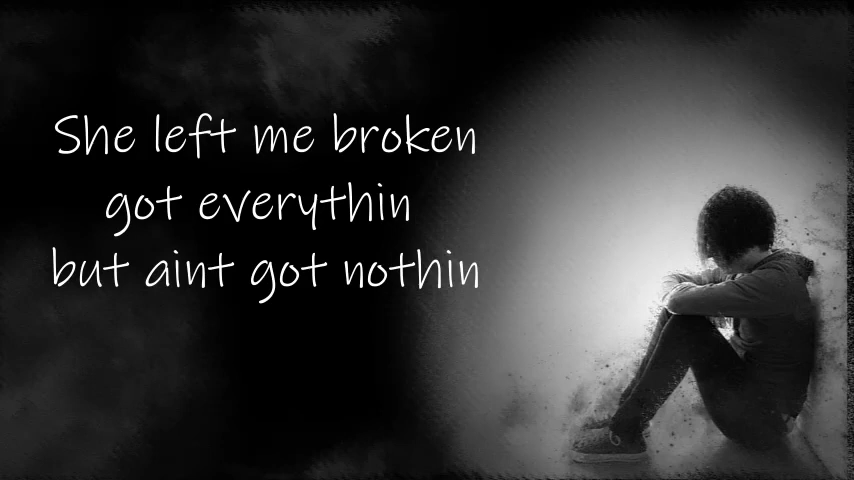 She left me broken
got everythin
but aint got nothin